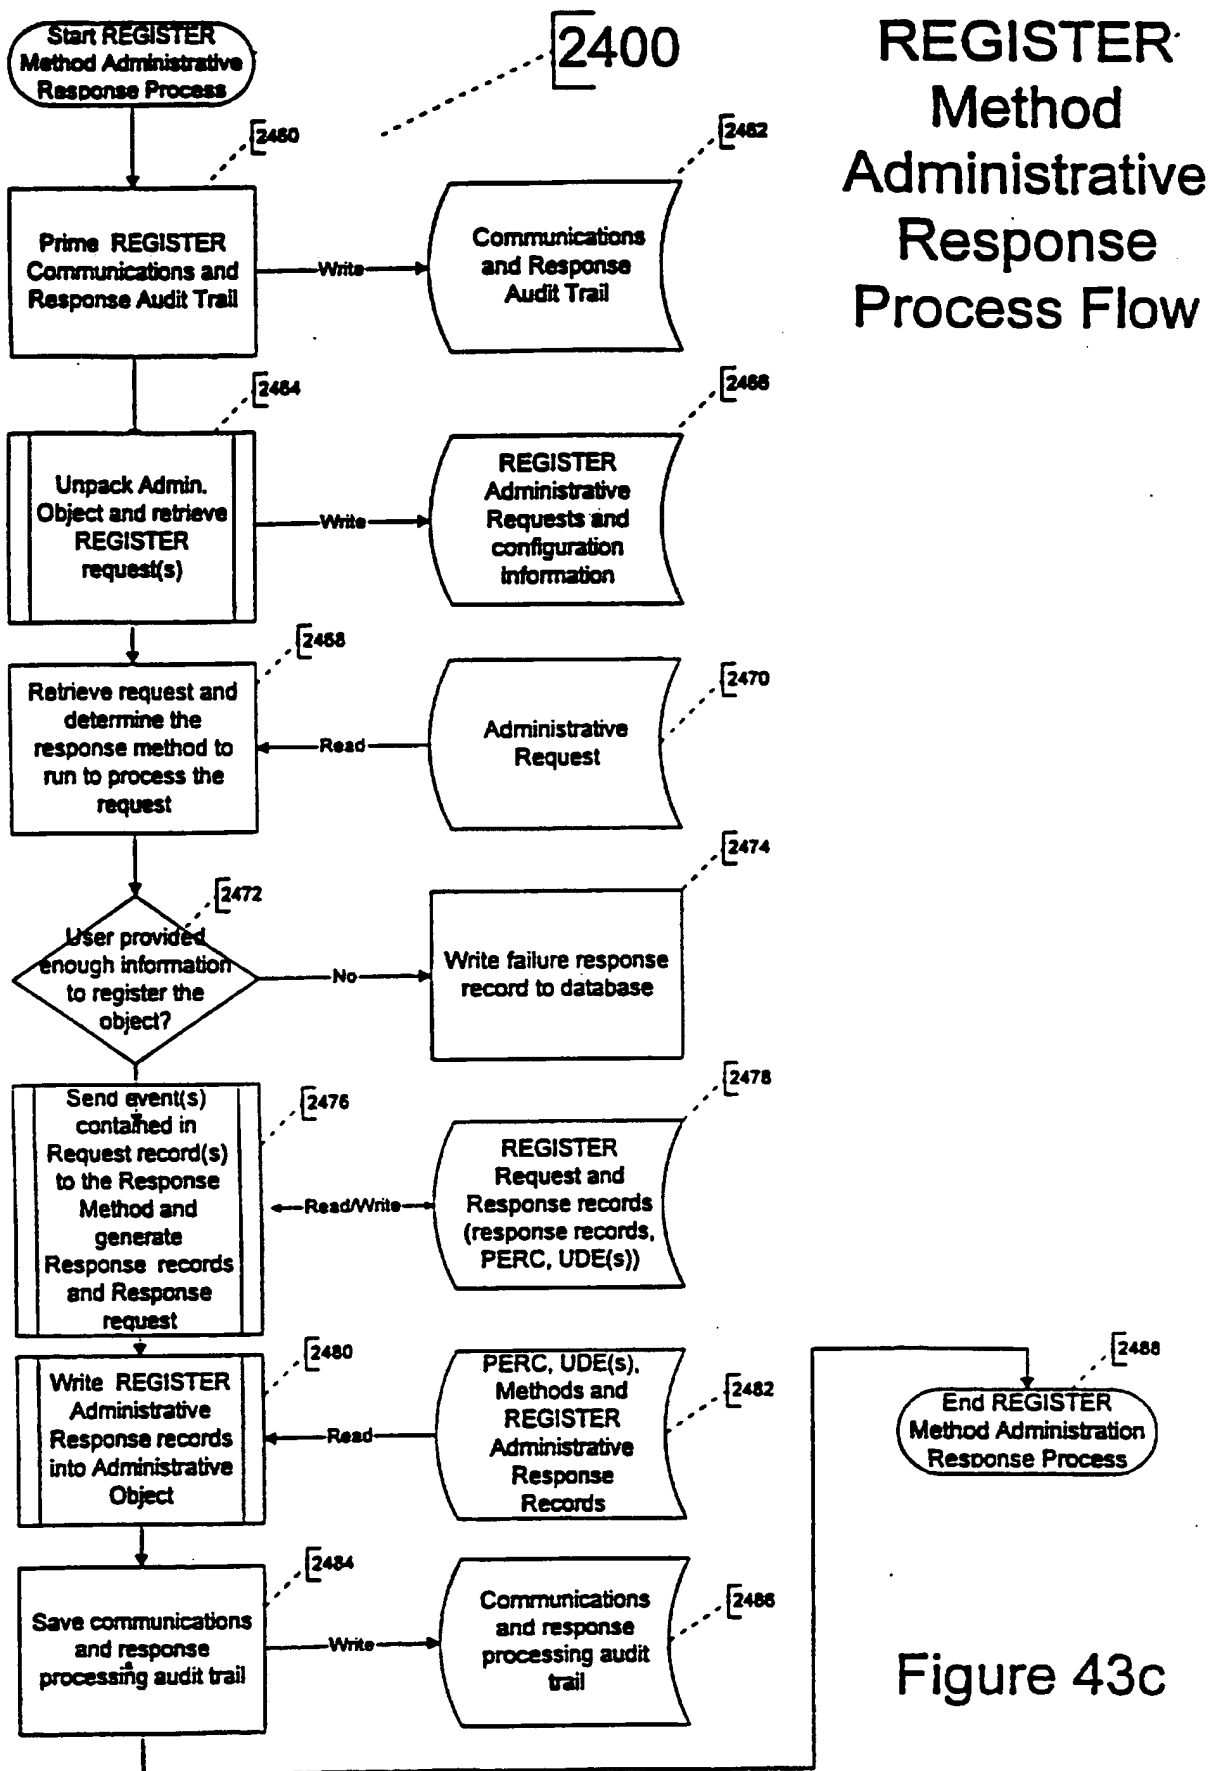 Start REGISTER
Method Administrative
Response Process
2400
REGISTER
Method
Administrative
Response
Process Flow
2460
2462
Prime REGISTER
Communications and
Response Audit Trail
Write
Communications
and Response
Audit Trail
2464
2466
Unpack Admin.
Object and retrieve
REGISTER
request(s)
Write
REGISTER
Administrative
Requests and
configuration
information
2468
2470
Retrieve request and
determine the
response method to
run to process the
request
Read
Administrative
Request
2472
2474
User provided
enough information
to register the
object?
No
Write failure response
record to database
2476
2478
Send event(s)
contained in
Request record(s)
to the Response
Method and
generate
Response records
and Response
request
Read/Write
REGISTER
Request and
Response records
(response records,
PERC, UDE(s))
2480
2482
Write REGISTER
Administrative
Response records
into Administrative
Object
Read
PERC, UDE(s),
Methods and
REGISTER
Administrative
Response
Records
2488
End REGISTER
Method Administration
Response Process
2484
2486
Save communications
and response
processing audit trail
Write
Communications
and response
processing audit
trail
Figure 43c